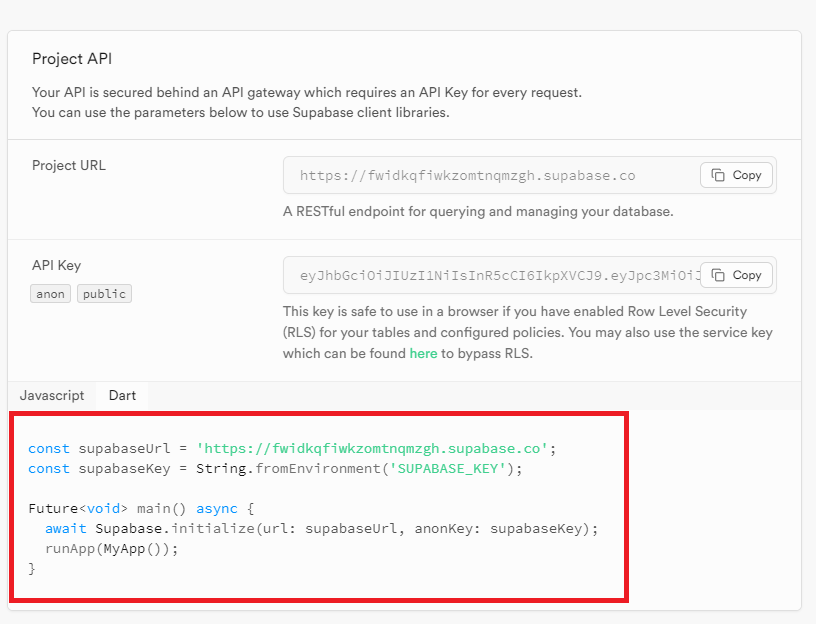 Project API
Your API is secured behind an API gateway which requires an API Key for every request.
You can use the parameters below to use Supabase client libraries.
Project URL
https://fwidkqfiwkzomtnqmzgh.supabase.co
Copy
A RESTful endpoint for querying and managing your database.
API Key
anon public
eyJhbGciOiJIUzI1NiIsInR5cCI6IkpXVCJ9.eyJpc3MiOiJ
Copy
This key is safe to use in a browser if you have enabled Row Level Security
(RLS) for your tables and configured policies. You may also use the service key
which can be found here to bypass RLS.
Javascript Dart
const supabaseUrl = 'https://fwidkqfiwkzomtnqmzgh.supabase.co';
const supabaseKey = String.fromEnvironment('SUPABASE_KEY');
Future<void> main() async {
  await Supabase.initialize(url: supabaseUrl, anonKey: supabaseKey);
  runApp(MyApp());
}